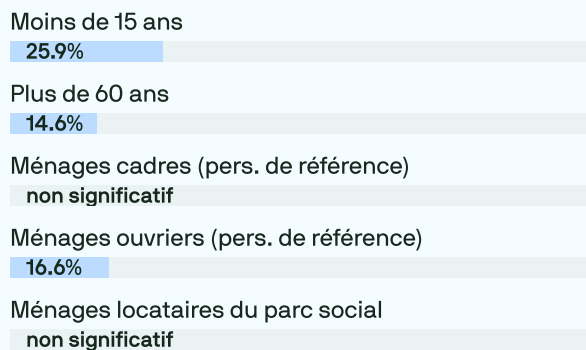 Moins de 15 ans
25.9%
Plus de 60 ans
14.6%
Ménages cadres (pers. de référence)
non significatif
Ménages ouvriers (pers. de référence)
16.6%
Ménages locataires du parc social
non significatif